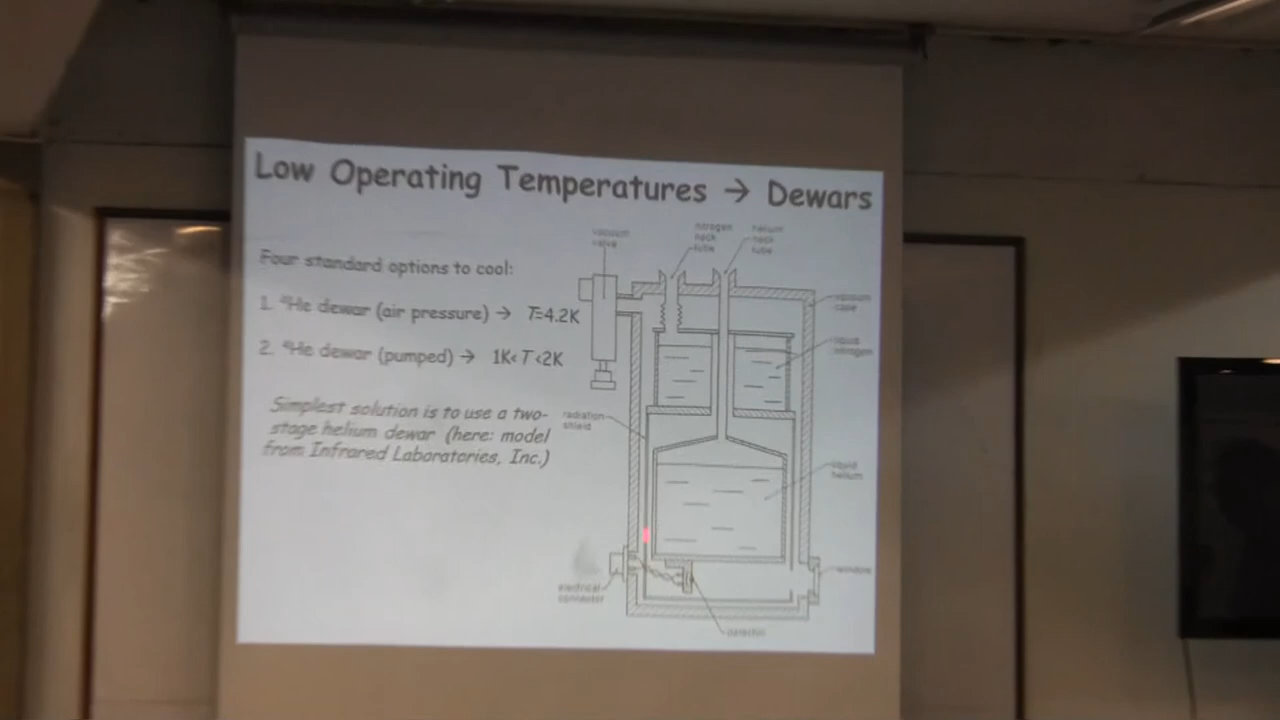 Low Operating Temperatures → Dewars
Four standard options to cool:
1. ⁴He dewar (air pressure) → T=4.2K
2. ⁴He dewar (pumped) → 1K<T<2K
Simplest solution is to use a two-
stage helium dewar (here: model
from Infrared Laboratories, Inc.)
vacuum
valve
nitrogen
neck
tube
helium
neck
tube
vacuum
case
liquid
nitrogen
radiation
shield
liquid
helium
electrical
connector
window
detector